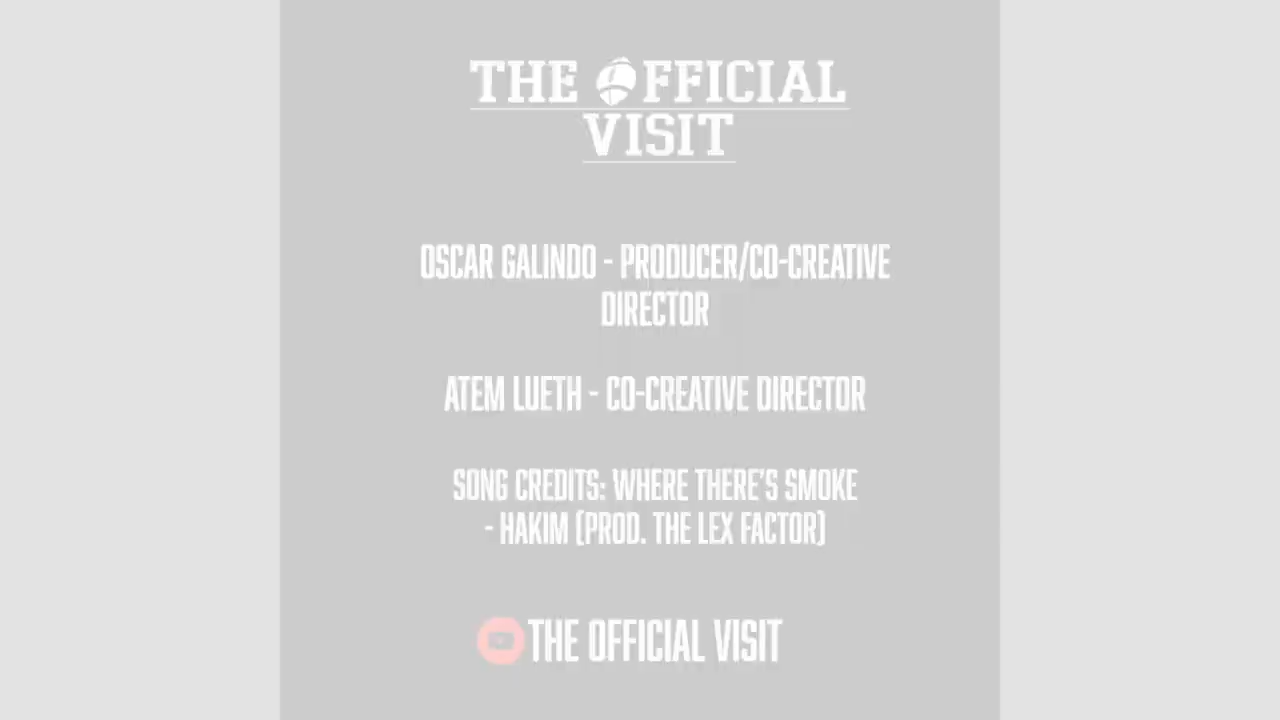 THE OFFICIAL
VISIT
OSCAR GALINDO - PRODUCER/CO-CREATIVE
DIRECTOR
ATEM LUETH - CO-CREATIVE DIRECTOR
SONG CREDITS: WHERE THERE'S SMOKE
- HAKIM (PROD. THE LEX FACTOR)
THE OFFICIAL VISIT